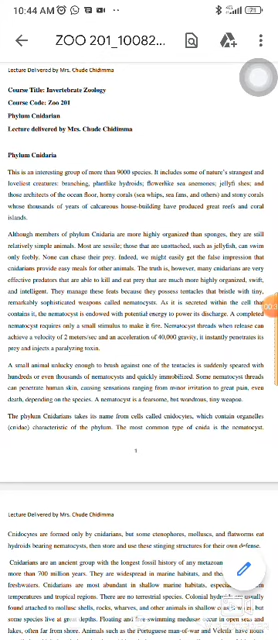 10:44 AM
71
ZOO 201_10082...
Lecture Delivered by Mrs. Chude Chidimma
Course Title: Invertebrate Zoology
Course Code: Zoo 201
Phylum Cnidarian
Lecture delivered by Mrs. Chude Chidimma
Phylum Cnidaria
This is an interesting group of more than 9000 species. It includes some of nature's strangest and
loveliest creatures: branching, plantlike hydroids; flowerlike sea anemones; jellyfishes; and
those architects of the ocean floor, horny corals (sea whips, sea fans, and others) and stony corals
whose thousands of years of calcareous house-building have produced great reefs and coral
islands.
Although members of phylum Cnidaria are more highly organized than sponges, they are still
relatively simple animals. Most are sessile; those that are unattached, such as jellyfish, can swim
only feebly. None can chase their prey. Indeed, we might easily get the false impression that
cnidarians provide easy meals for other animals. The truth is, however, many cnidarians are very
effective predators that are able to kill and eat prey that are much more highly organized, swift,
and intelligent. They manage these feats because they possess tentacles that bristle with tiny,
remarkably sophisticated weapons called nematocysts. As it is secreted within the cell that
contains it, the nematocyst is endowed with potential energy to power its discharge. A completed
nematocyst requires only a small stimulus to make it fire. Nematocyst threads when release can
achieve a velocity of 2 meters/sec and an acceleration of 40,000 gravity, it instantly penetrates its
prey and injects a paralyzing toxin.
A small animal unlucky enough to brush against one of the tentacles is suddenly speared with
hundreds or even thousands of nematocysts and quickly immobilized. Some nematocyst threads
can penetrate human skin, causing sensations ranging from minor irritation to great pain, even
death, depending on the species. A nematocyst is a fearsome, but wondrous, tiny weapon.
The phylum Cnidarians takes its name from cells called cnidocytes, which contain organelles
(cnidae) characteristic of the phylum. The most common type of cnida is the nematocyst.
1
Lecture Delivered by Mrs. Chude Chidimma
Cnidocytes are formed only by cnidarians, but some ctenophores, molluscs, and flatworms eat
hydroids bearing nematocysts, then store and use these stinging structures for their own defense.
Cnidarians are an ancient group with the longest fossil history of any metazoan
more than 700 million years. They are widespread in marine habitats, and the
freshwaters. Cnidarians are most abundant in shallow marine habitats, especial
temperatures and tropical regions. There are no terrestrial species. Colonial hydroids are usually
found attached to mollusc shells, rocks, wharves, and other animals in shallow water, but
some species live at great depths. Floating and free-swimming medusae occur in open seas and
lakes, often far from shore. Animals such as the Portuguese man-of-war and Velella have